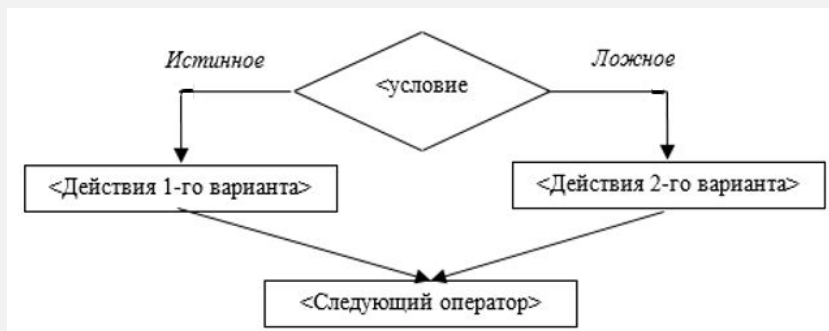 Истинное
<условие
Ложное
<Действия 1-го варианта>
<Действия 2-го варианта>
<Следующий оператор>